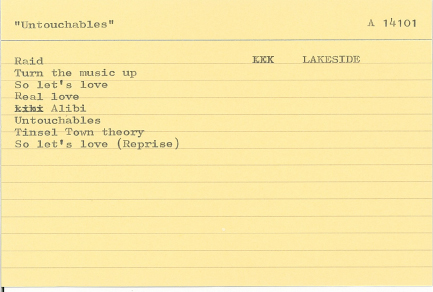 "Untouchables" A 14101
Raid KKK LAKESIDE
Turn the music up
So let's love
Real love
kibi Alibi
Untouchables
Tinsel Town theory
So let's love (Reprise)